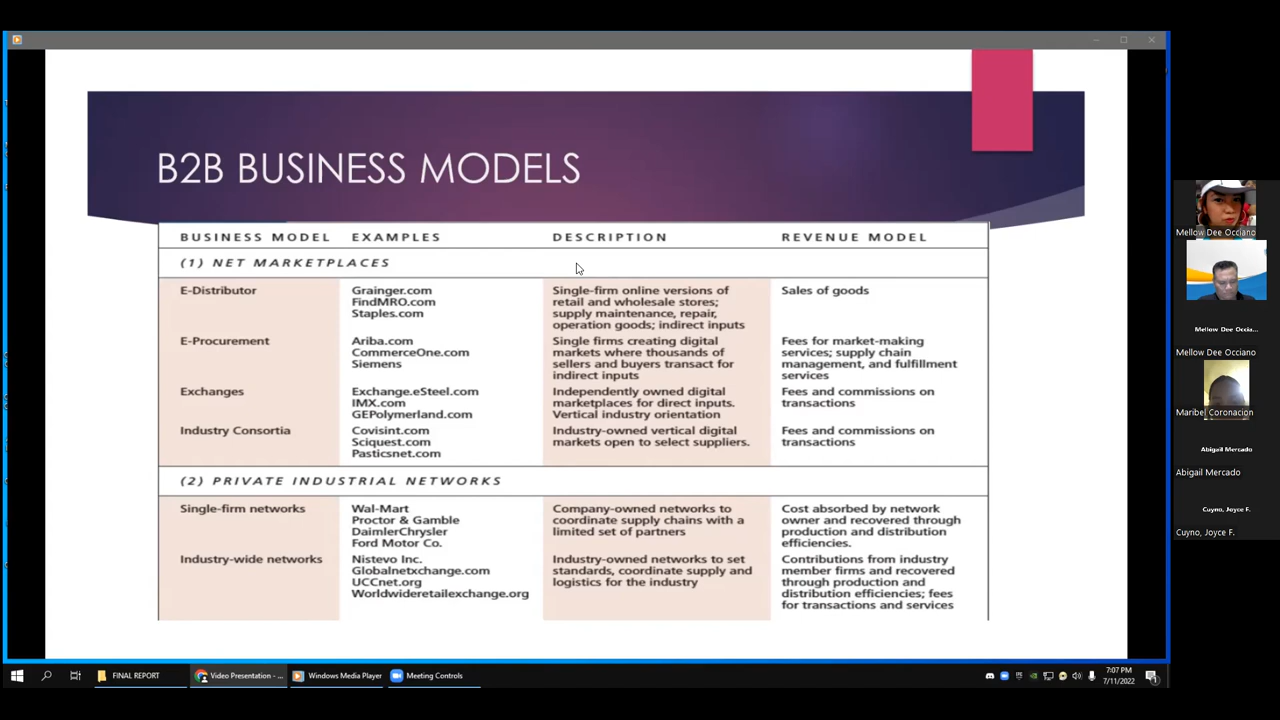 B2B BUSINESS MODELS
BUSINESS MODEL EXAMPLES DESCRIPTION REVENUE MODEL
(1) NET MARKETPLACES
E-Distributor
Grainger.com
FindMRO.com
Staples.com
Single-firm online versions of
retail and wholesale stores;
supply maintenance, repair,
operation goods; indirect inputs
Sales of goods
E-Procurement
Ariba.com
CommerceOne.com
Siemens
Single firms creating digital
markets where thousands of
sellers and buyers transact for
indirect inputs
Fees for market-making
services; supply chain
management, and fulfillment
services
Exchanges
Exchange.eSteel.com
IMX.com
GEPolymerland.com
Independently owned digital
marketplaces for direct inputs.
Vertical industry orientation
Fees and commissions on
transactions
Industry Consortia
Covisint.com
Sciquest.com
Pasticsnet.com
Industry-owned vertical digital
markets open to select suppliers.
Fees and commissions on
transactions
(2) PRIVATE INDUSTRIAL NETWORKS
Single-firm networks
Wal-Mart
Proctor & Gamble
DaimlerChrysler
Ford Motor Co.
Company-owned networks to
coordinate supply chains with a
limited set of partners
Cost absorbed by network
owner and recovered through
production and distribution
efficiencies.
Industry-wide networks
Nistevo Inc.
Globalnetxchange.com
UCCnet.org
Worldwideretailexchange.org
Industry-owned networks to set
standards, coordinate supply and
logistics for the industry
Contributions from industry
member firms and recovered
through production and
distribution efficiencies; fees
for transactions and services
Mellow Dee Occiano
Mellow Dee Occia...
Mellow Dee Occiano
Maribel Coronacion
Abigail Mercado
Abigail Mercado
Cuyno, Joyce F.
Cuyno, Joyce F.
FINAL REPORT
Video Presentation - ...
Windows Media Player
Meeting Controls
7:07 PM
7/11/2022